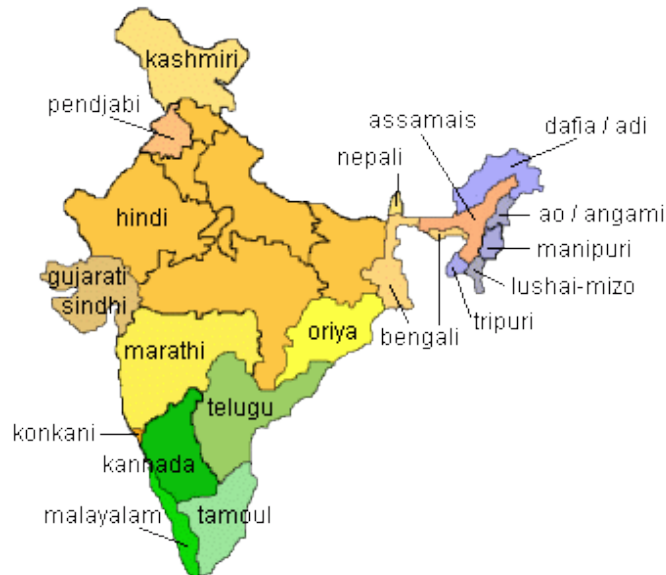 kashmiri
pendjabi
assamais
dafia / adi
nepali
hindi
ao / angami
manipuri
gujarati
sindhi
lushai-mizo
oriya
bengali
tripuri
marathi
telugu
konkani
kannada
malayalam
tamoul